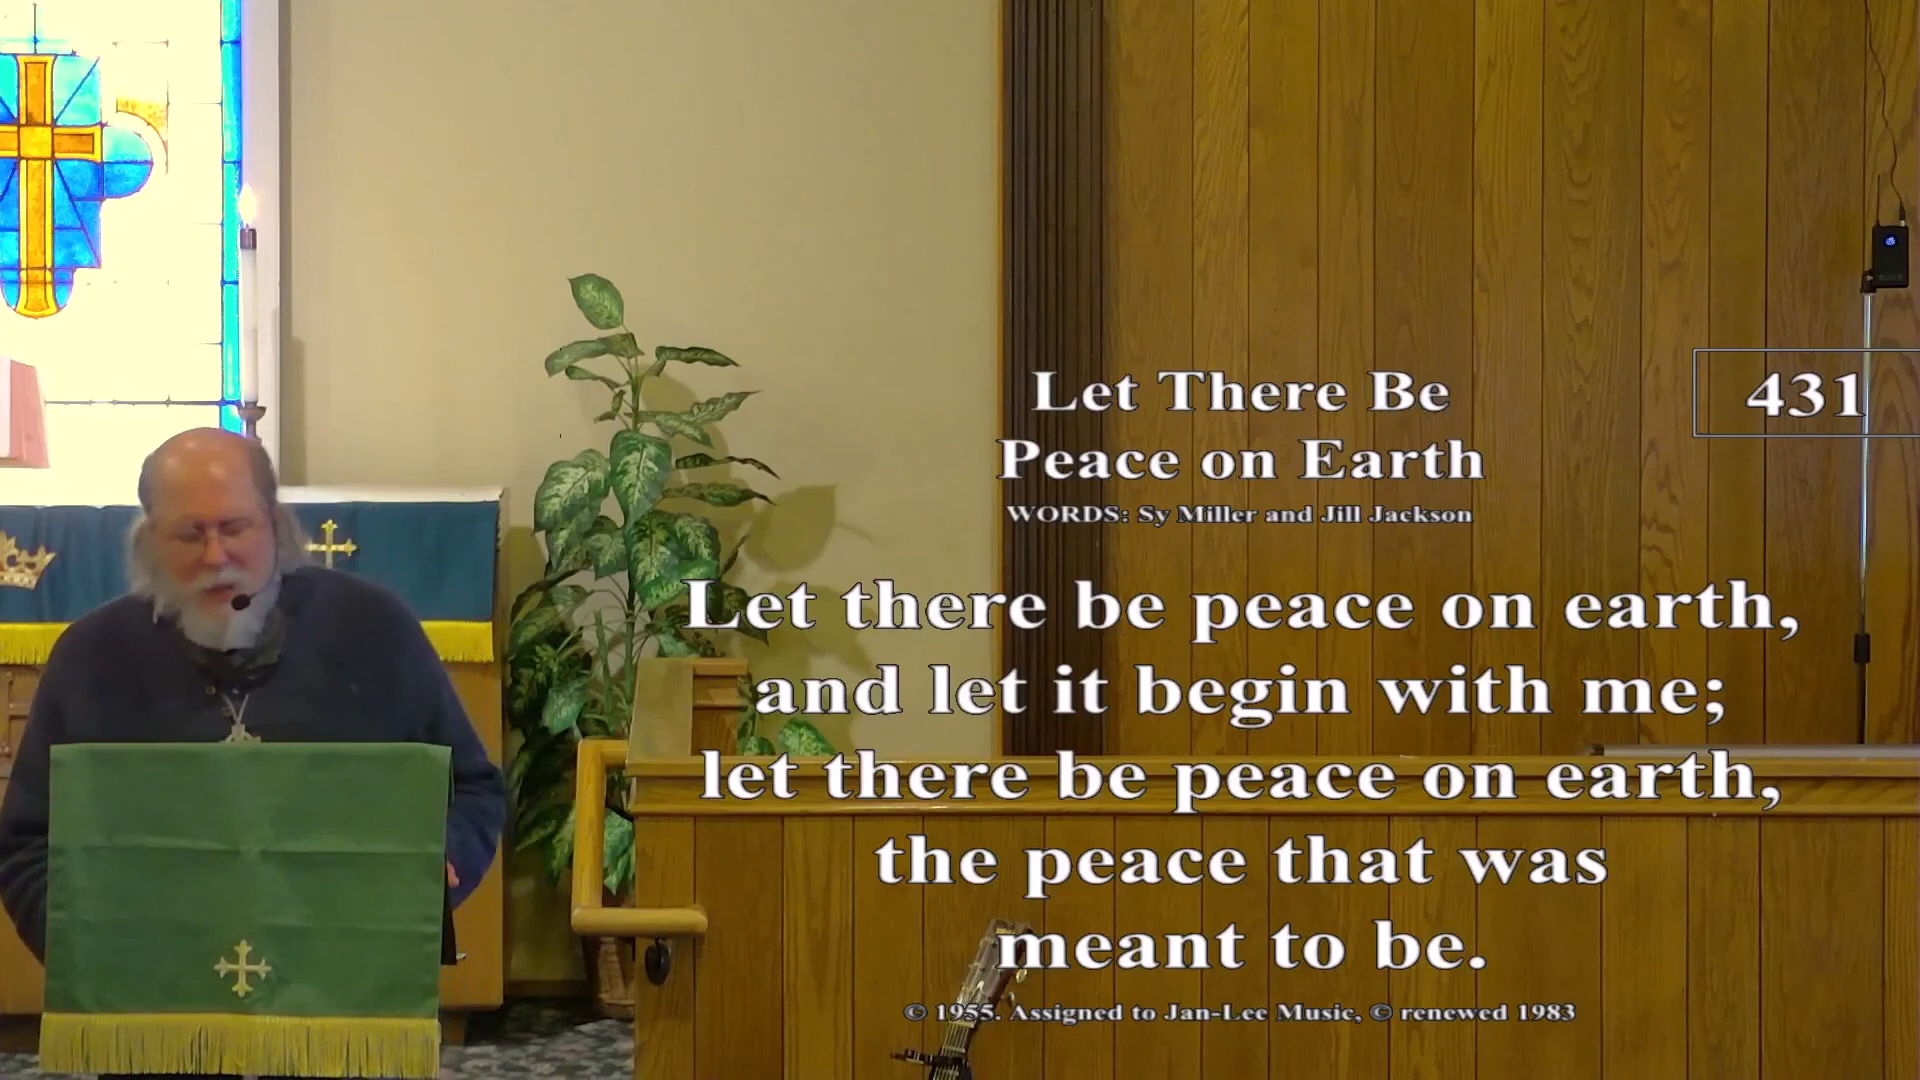 Let There Be
431
Peace on Earth
WORDS: Sy Miller and Jill Jackson
Let there be peace on earth,
and let it begin with me;
let there be peace on earth,
the peace that was
meant to be.
© 1955. Assigned to Jan-Lee Music, © renewed 1983